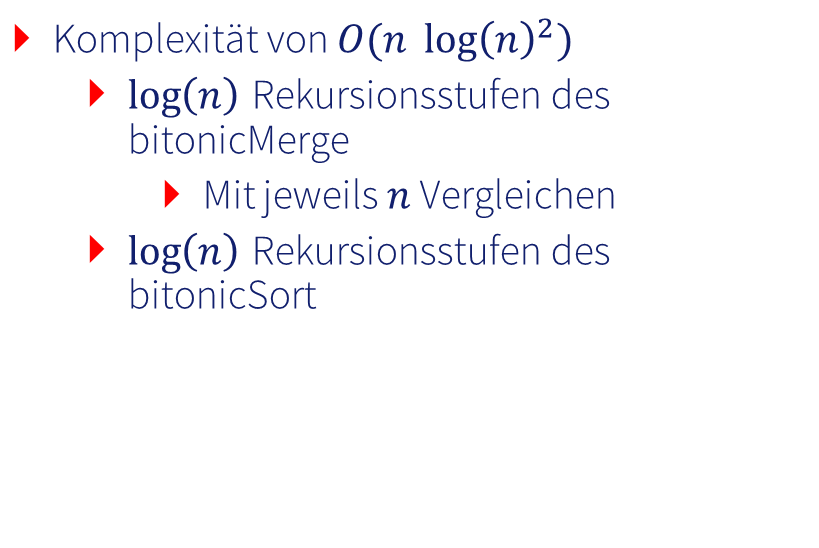 Komplexität von O(n log(n)²)
log(n) Rekursionsstufen des
bitonicMerge
Mit jeweils n Vergleichen
log(n) Rekursionsstufen des
bitonicSort